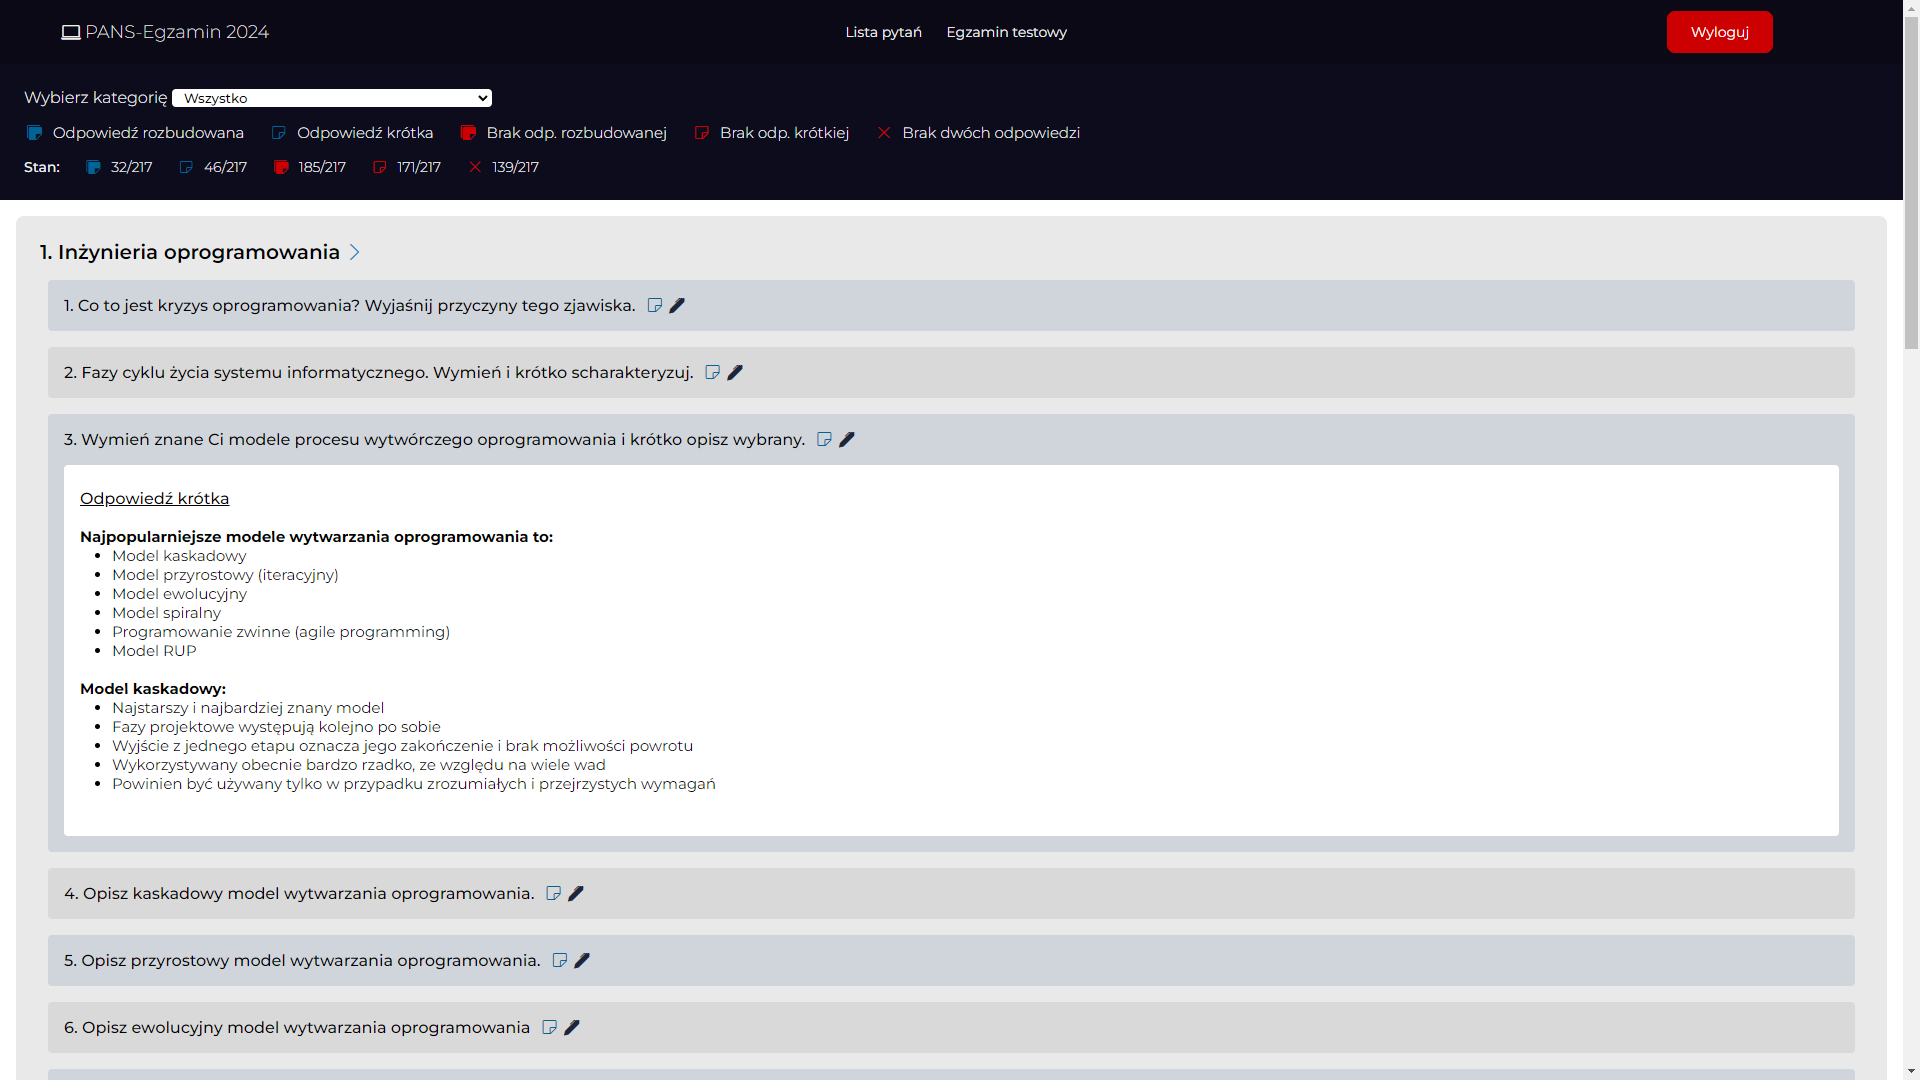 PANS-Egzamin 2024
Lista pytań
Egzamin testowy
Wyloguj
Wybierz kategorię Wszystko
Odpowiedź rozbudowana Odpowiedź krótka Brak odp. rozbudowanej Brak odp. krótkiej Brak dwóch odpowiedzi
Stan: 32/217 46/217 185/217 171/217 139/217
1. Inżynieria oprogramowania
1. Co to jest kryzys oprogramowania? Wyjaśnij przyczyny tego zjawiska.
2. Fazy cyklu życia systemu informatycznego. Wymień i krótko scharakteryzuj.
3. Wymień znane Ci modele procesu wytwórczego oprogramowania i krótko opisz wybrany.
Odpowiedź krótka
Najpopularniejsze modele wytwarzania oprogramowania to:
• Model kaskadowy
• Model przyrostowy (iteracyjny)
• Model ewolucyjny
• Model spiralny
• Programowanie zwinne (agile programming)
• Model RUP
Model kaskadowy:
• Najstarszy i najbardziej znany model
• Fazy projektowe występują kolejno po sobie
• Wyjście z jednego etapu oznacza jego zakończenie i brak możliwości powrotu
• Wykorzystywany obecnie bardzo rzadko, ze względu na wiele wad
• Powinien być używany tylko w przypadku zrozumiałych i przejrzystych wymagań
4. Opisz kaskadowy model wytwarzania oprogramowania.
5. Opisz przyrostowy model wytwarzania oprogramowania.
6. Opisz ewolucyjny model wytwarzania oprogramowania